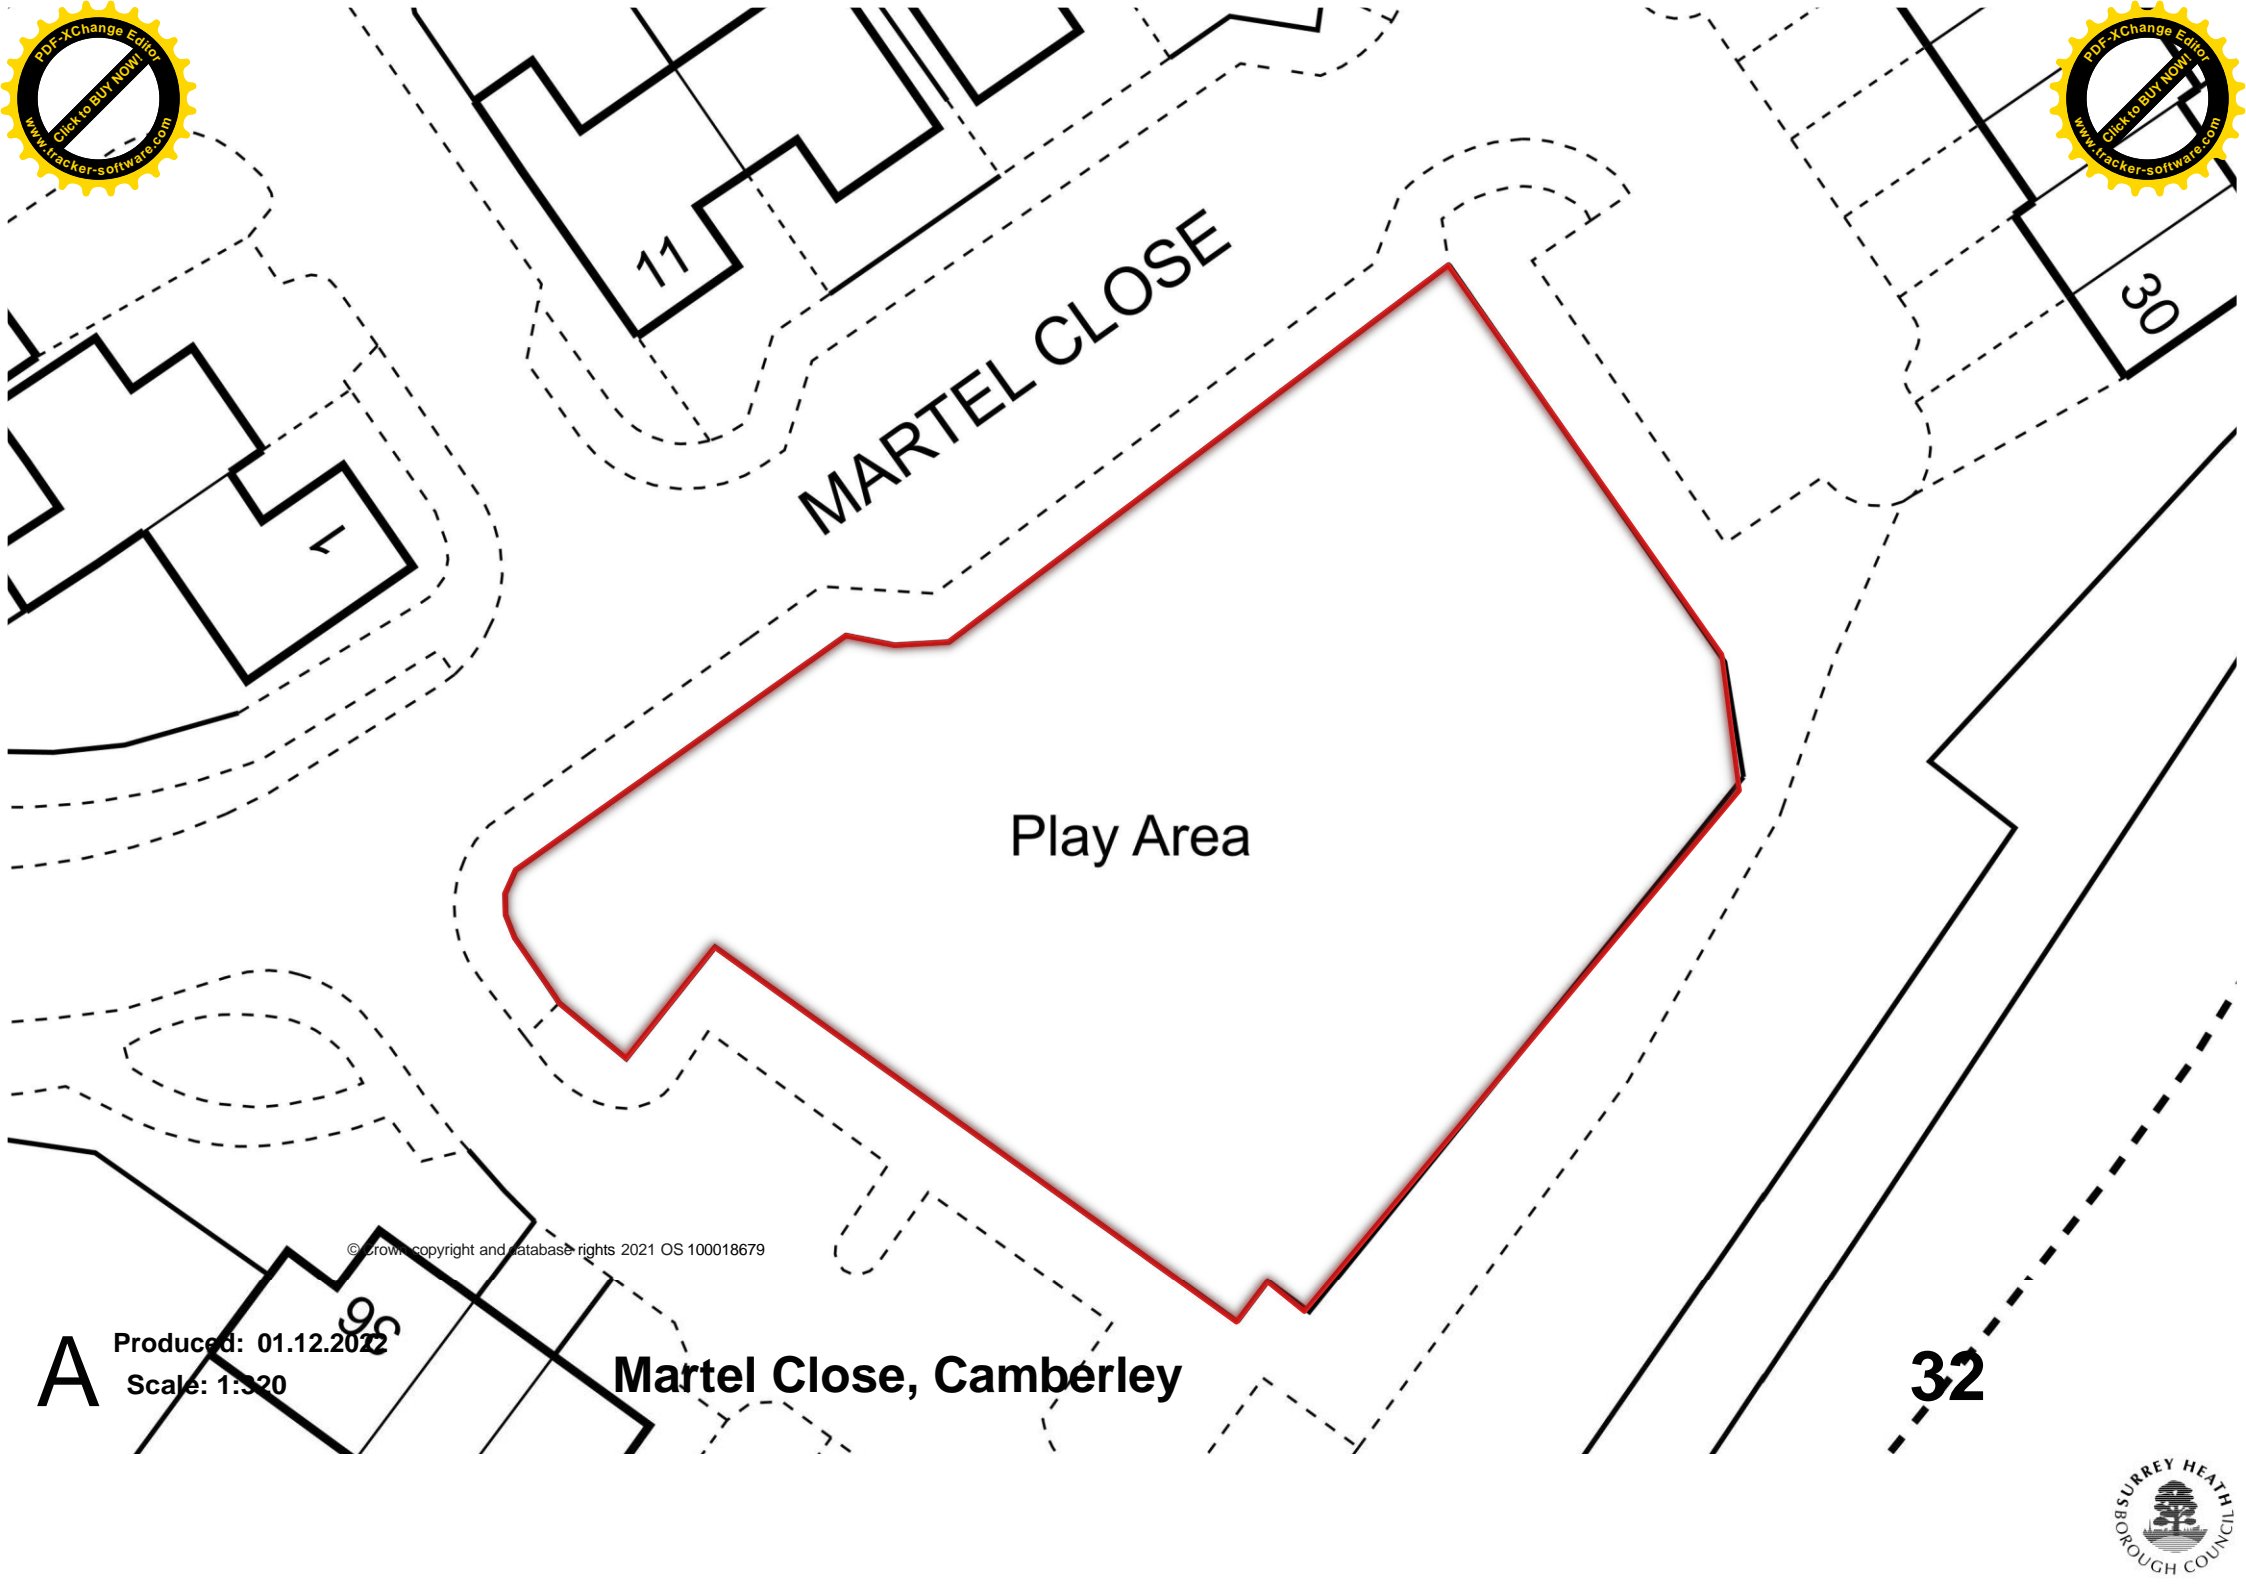 PDF-XChange Editor
Click to BUY NOW!
www.tracker-software.com
PDF-XChange Editor
Click to BUY NOW!
www.tracker-software.com
11
MARTEL CLOSE
30
1
Play Area
© Crown copyright and database rights 2021 OS 100018679
36
A
Produced: 01.12.2022
Scale: 1:320
Martel Close, Camberley
32
SURREY HEATH
BOROUGH COUNCIL